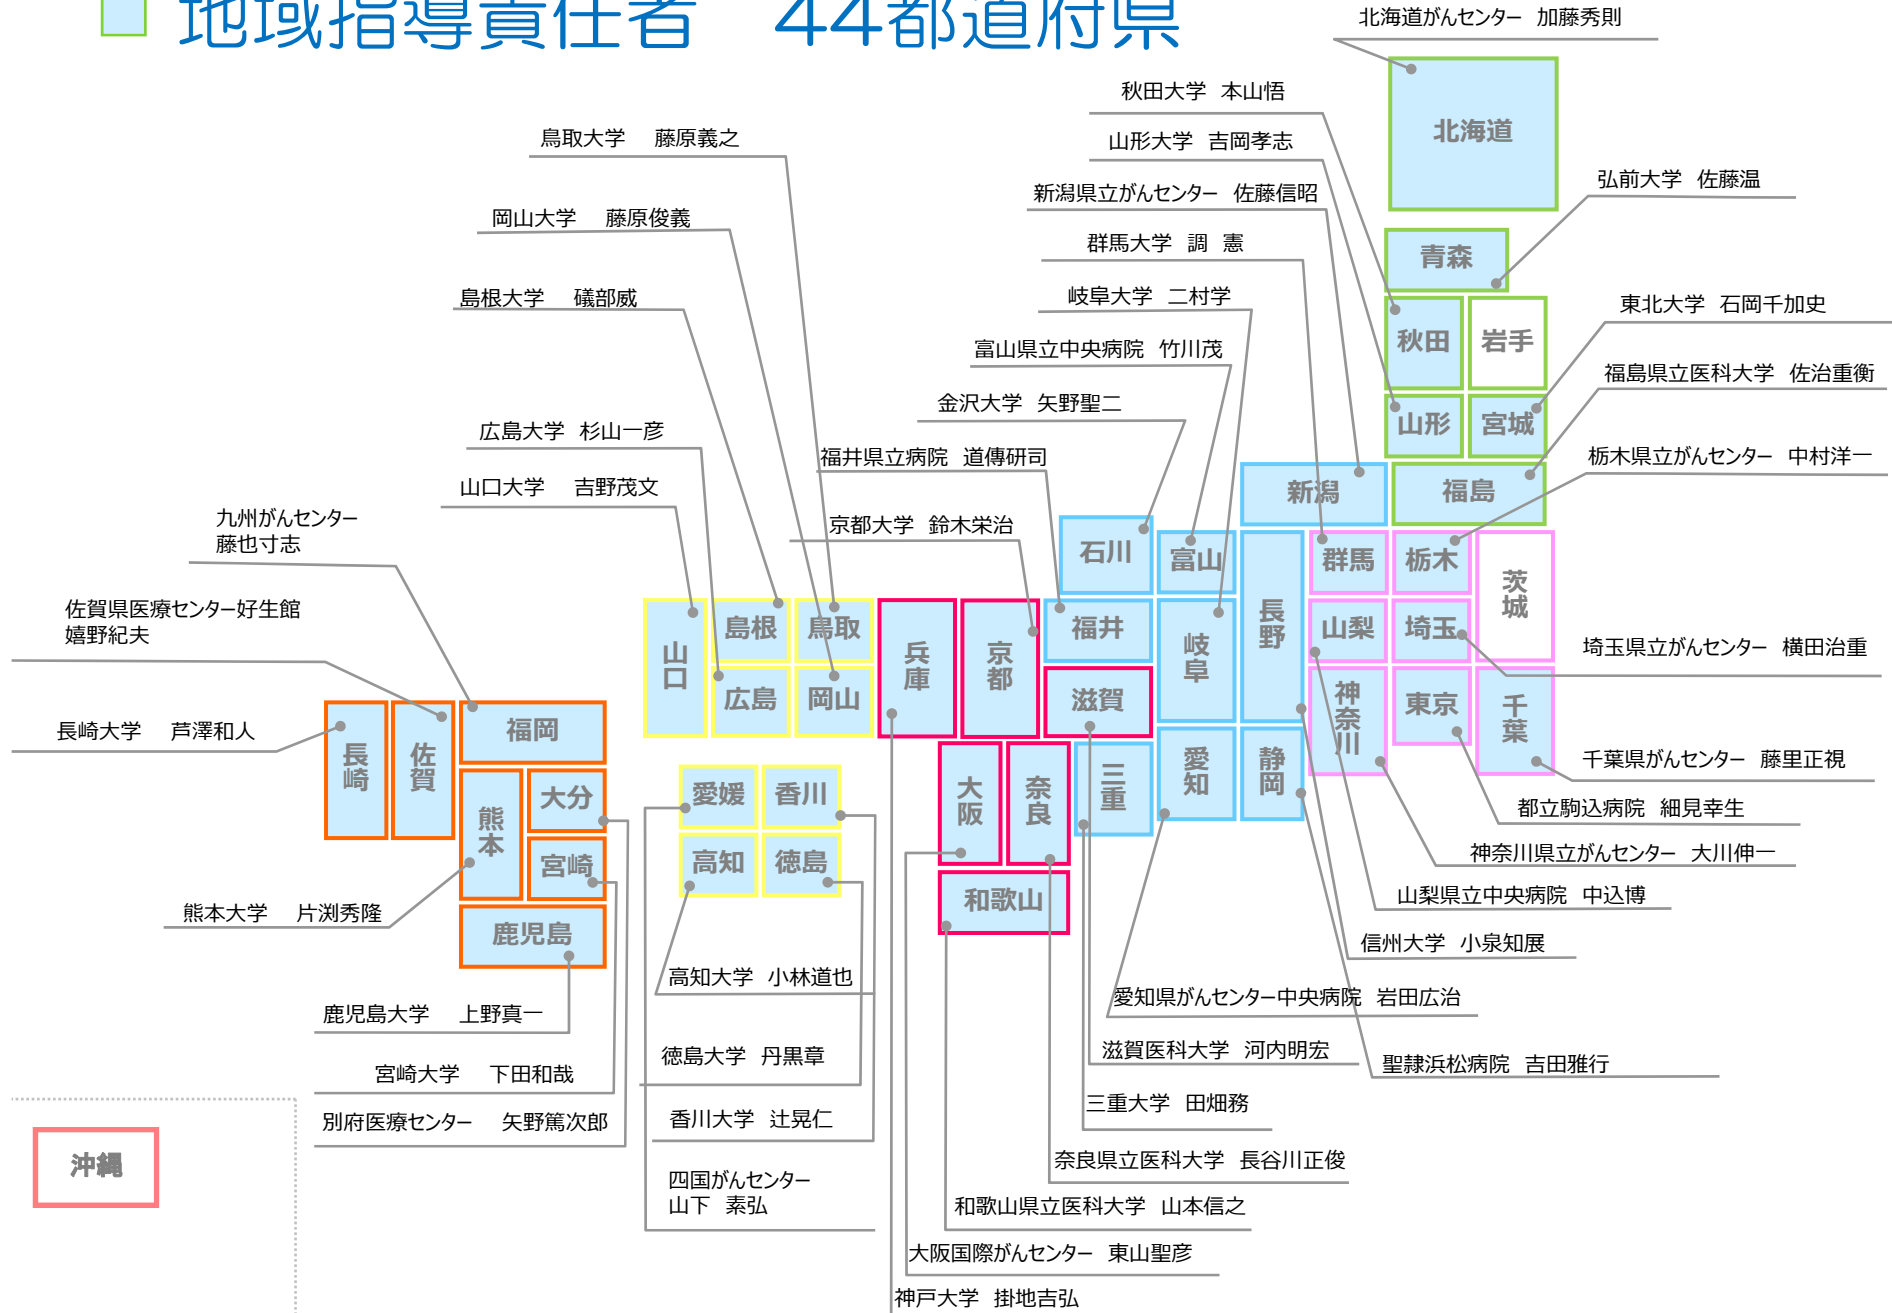 地域指導責任者　44都道府県
北海道がんセンター 加藤秀則
秋田大学 本山悟
山形大学 吉岡孝志
新潟県立がんセンター 佐藤信昭
群馬大学 調 憲
岐阜大学 二村学
富山県立中央病院 竹川茂
金沢大学 矢野聖二
福井県立病院 道傳研司
京都大学 鈴木栄治
鳥取大学 藤原義之
岡山大学 藤原俊義
島根大学 礒部威
広島大学 杉山一彦
山口大学 吉野茂文
九州がんセンター
藤也寸志
佐賀県医療センター好生館
嬉野紀夫
長崎大学 芦澤和人
熊本大学 片渕秀隆
鹿児島大学 上野真一
宮崎大学 下田和哉
別府医療センター 矢野篤次郎
弘前大学 佐藤温
東北大学 石岡千加史
福島県立医科大学 佐治重衡
栃木県立がんセンター 中村洋一
埼玉県立がんセンター 横田治重
千葉県がんセンター 藤里正視
都立駒込病院 細見幸生
神奈川県立がんセンター 大川伸一
山梨県立中央病院 中込博
信州大学 小泉知展
愛知県がんセンター中央病院 岩田広治
滋賀医科大学 河内明宏
聖隷浜松病院 吉田雅行
三重大学 田畑務
奈良県立医科大学 長谷川正俊
和歌山県立医科大学 山本信之
大阪国際がんセンター 東山聖彦
神戸大学 掛地吉弘
高知大学 小林道也
徳島大学 丹黒章
香川大学 辻晃仁
四国がんセンター
山下 素弘
北海道
青森
秋田
岩手
山形
宮城
新潟
福島
石川
富山
長野
群馬
栃木
茨城
福井
岐阜
山梨
埼玉
山口
島根
鳥取
兵庫
京都
滋賀
広島
岡山
神奈川
東京
千葉
愛知
静岡
三重
大阪
奈良
和歌山
愛媛
香川
高知
徳島
長崎
佐賀
福岡
熊本
大分
宮崎
鹿児島
沖縄